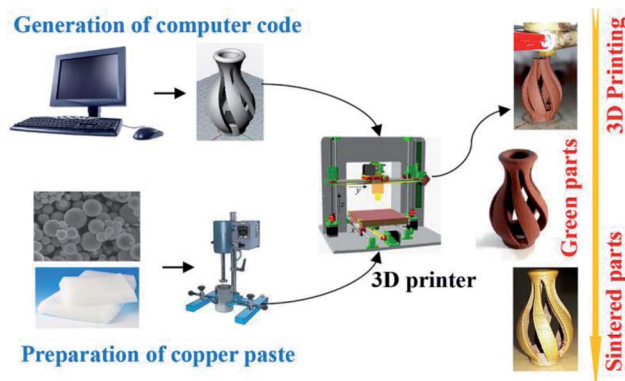 Generation of computer code
3D Printing
y
Green parts
3D printer
Preparation of copper paste
Sintered parts